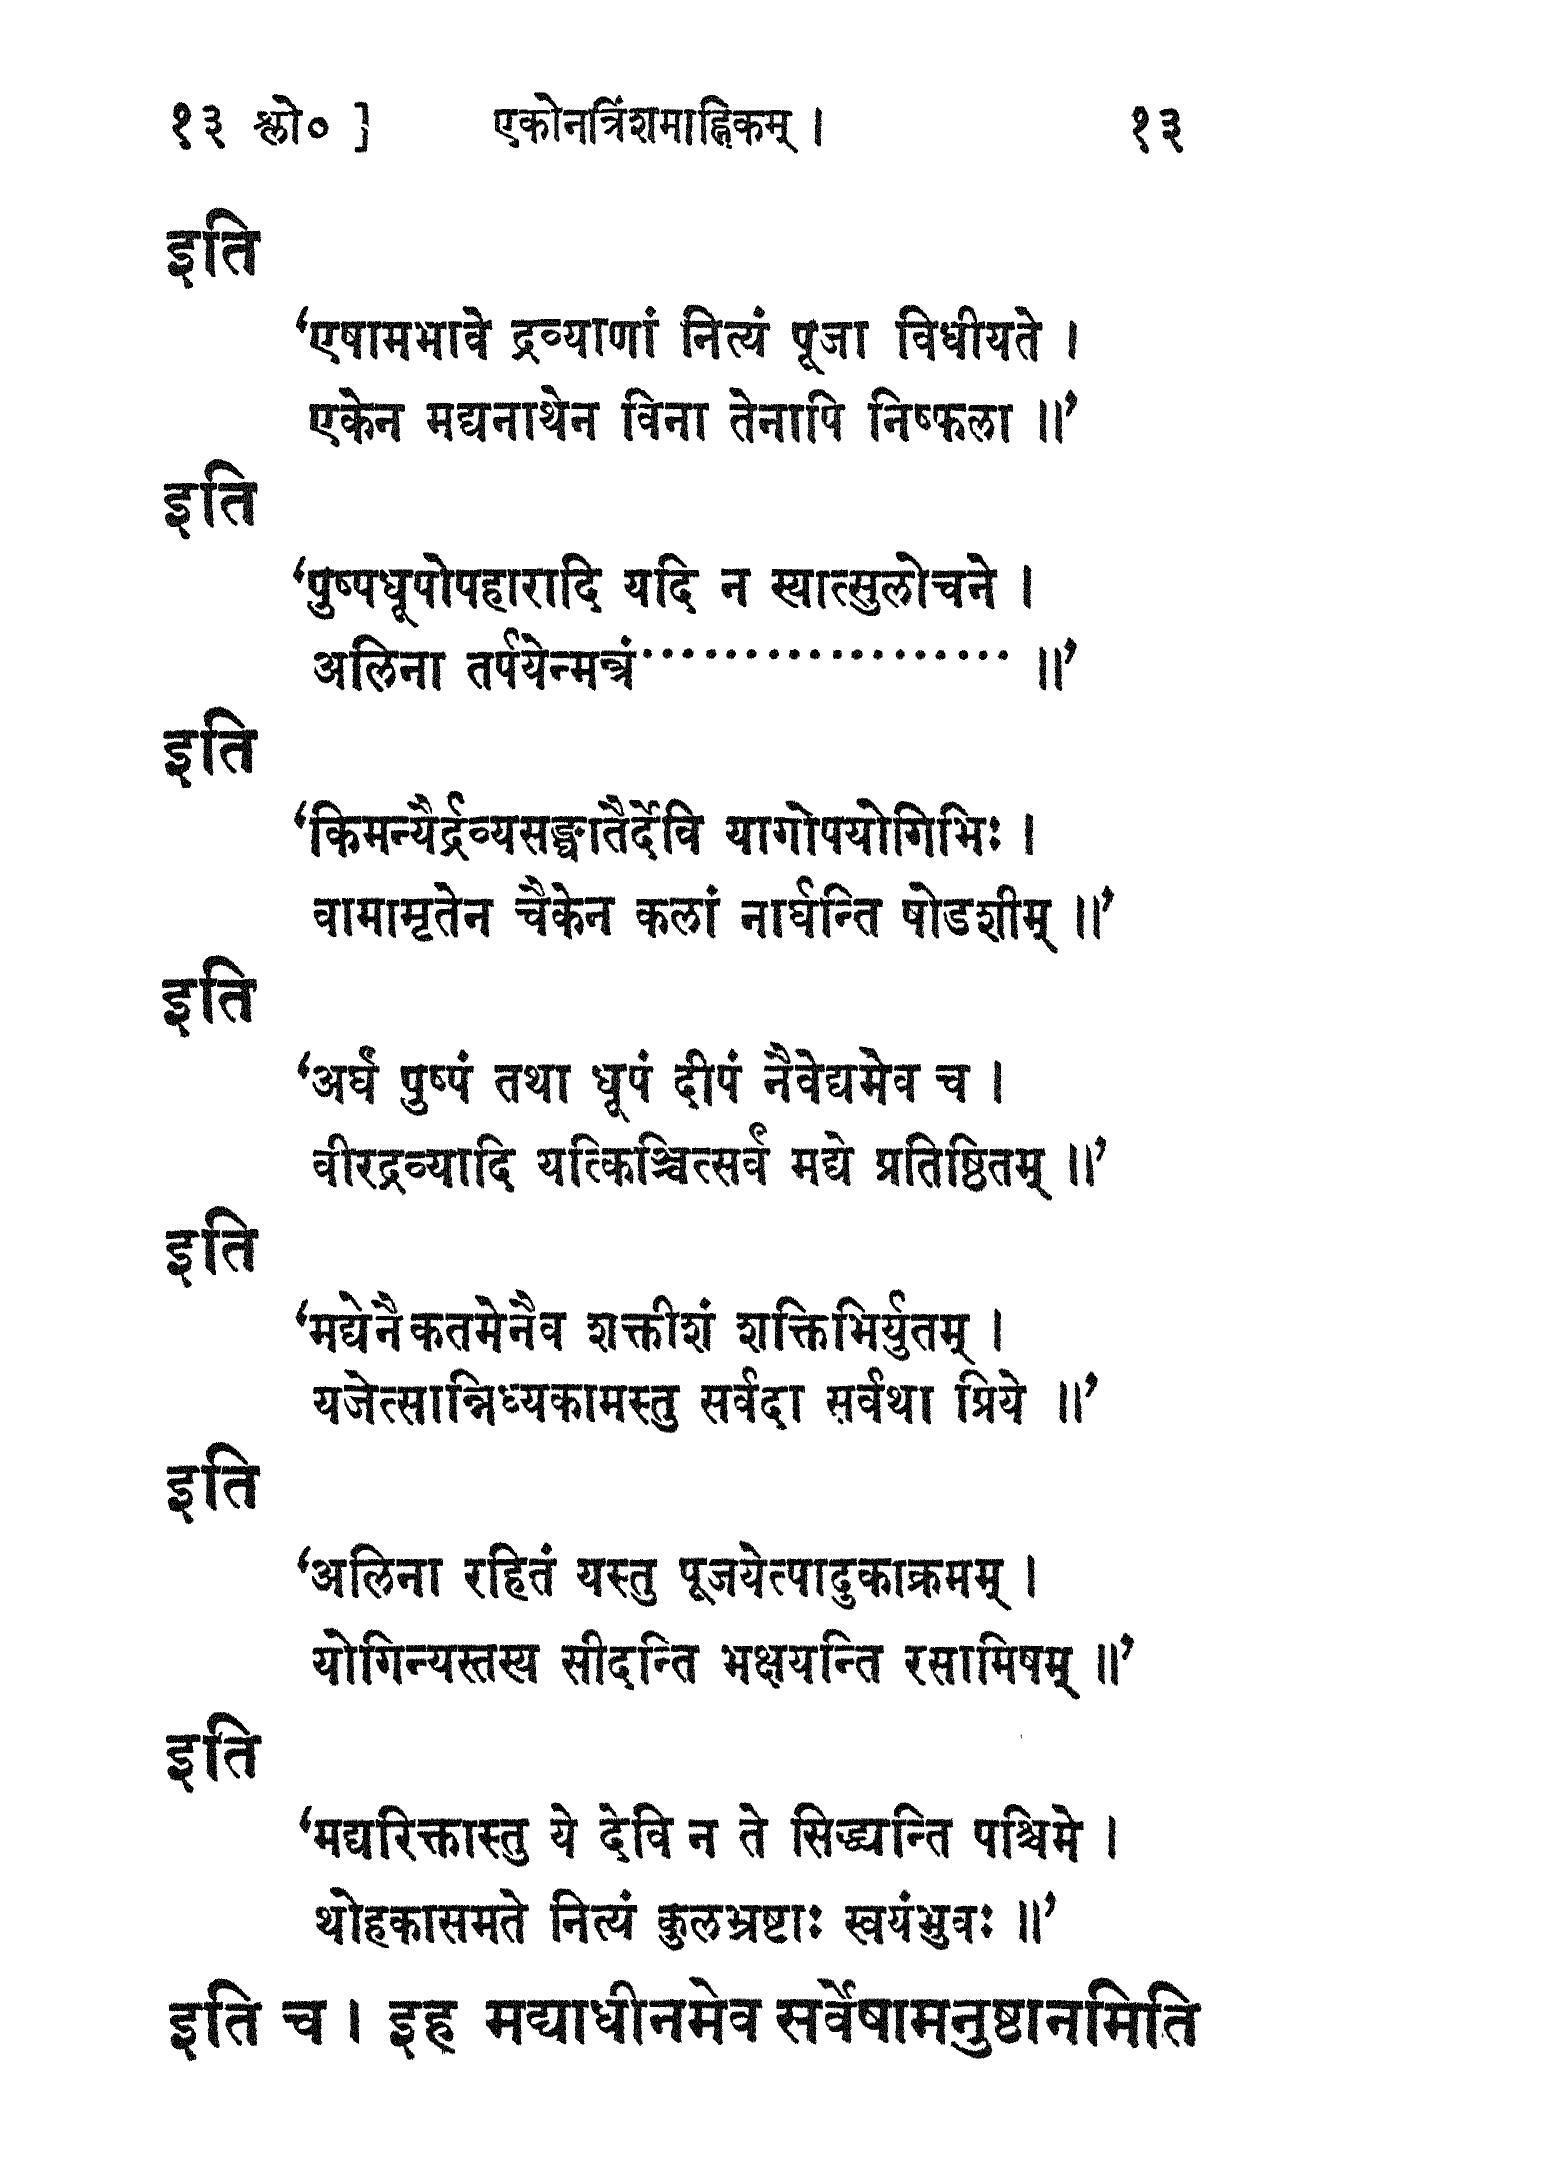 १३ श्लो० ] एकोनत्रिंशमाह्निकम् । १३
इति
‘एषामभावे द्रव्याणां नित्यं पूजा विधीयते ।
एकेन मद्यनाथेन विना तेनापि निष्फला ॥’
इति
‘पुष्पधूपोपहारादि यदि न स्यात्सुलोचने ।
अलिना तर्पयेन्मन्त्रं·················· ॥’
इति
‘किमन्यैर्द्रव्यसङ्घातैर्देवि यागोपयोगिभिः ।
वामामृतेन चैकेन कलां नार्घन्ति षोडशीम् ॥’
इति
‘अर्घं पुष्पं तथा धूपं दीपं नैवेद्यमेव च ।
वीरद्रव्यादि यत्किञ्चित्सर्वं मद्ये प्रतिष्ठितम् ॥’
इति
‘मद्येनैकतमेनैव शक्तीशं शक्तिभिर्युतम् ।
यजेत्सान्निध्यकामस्तु सर्वदा सर्वथा प्रिये ॥’
इति
‘अलिना रहितं यस्तु पूजयेत्पादुकाक्रमम् ।
योगिन्यस्तस्य सीदन्ति भक्षयन्ति रसामिषम् ॥’
इति
‘मद्यरिक्तास्तु ये देवि न ते सिद्ध्यन्ति पश्चिमे ।
थोहकासमते नित्यं कुलभ्रष्टाः स्वयंभुवः ॥’
इति च । इह मद्याधीनमेव सर्वेषामनुष्ठानमिति